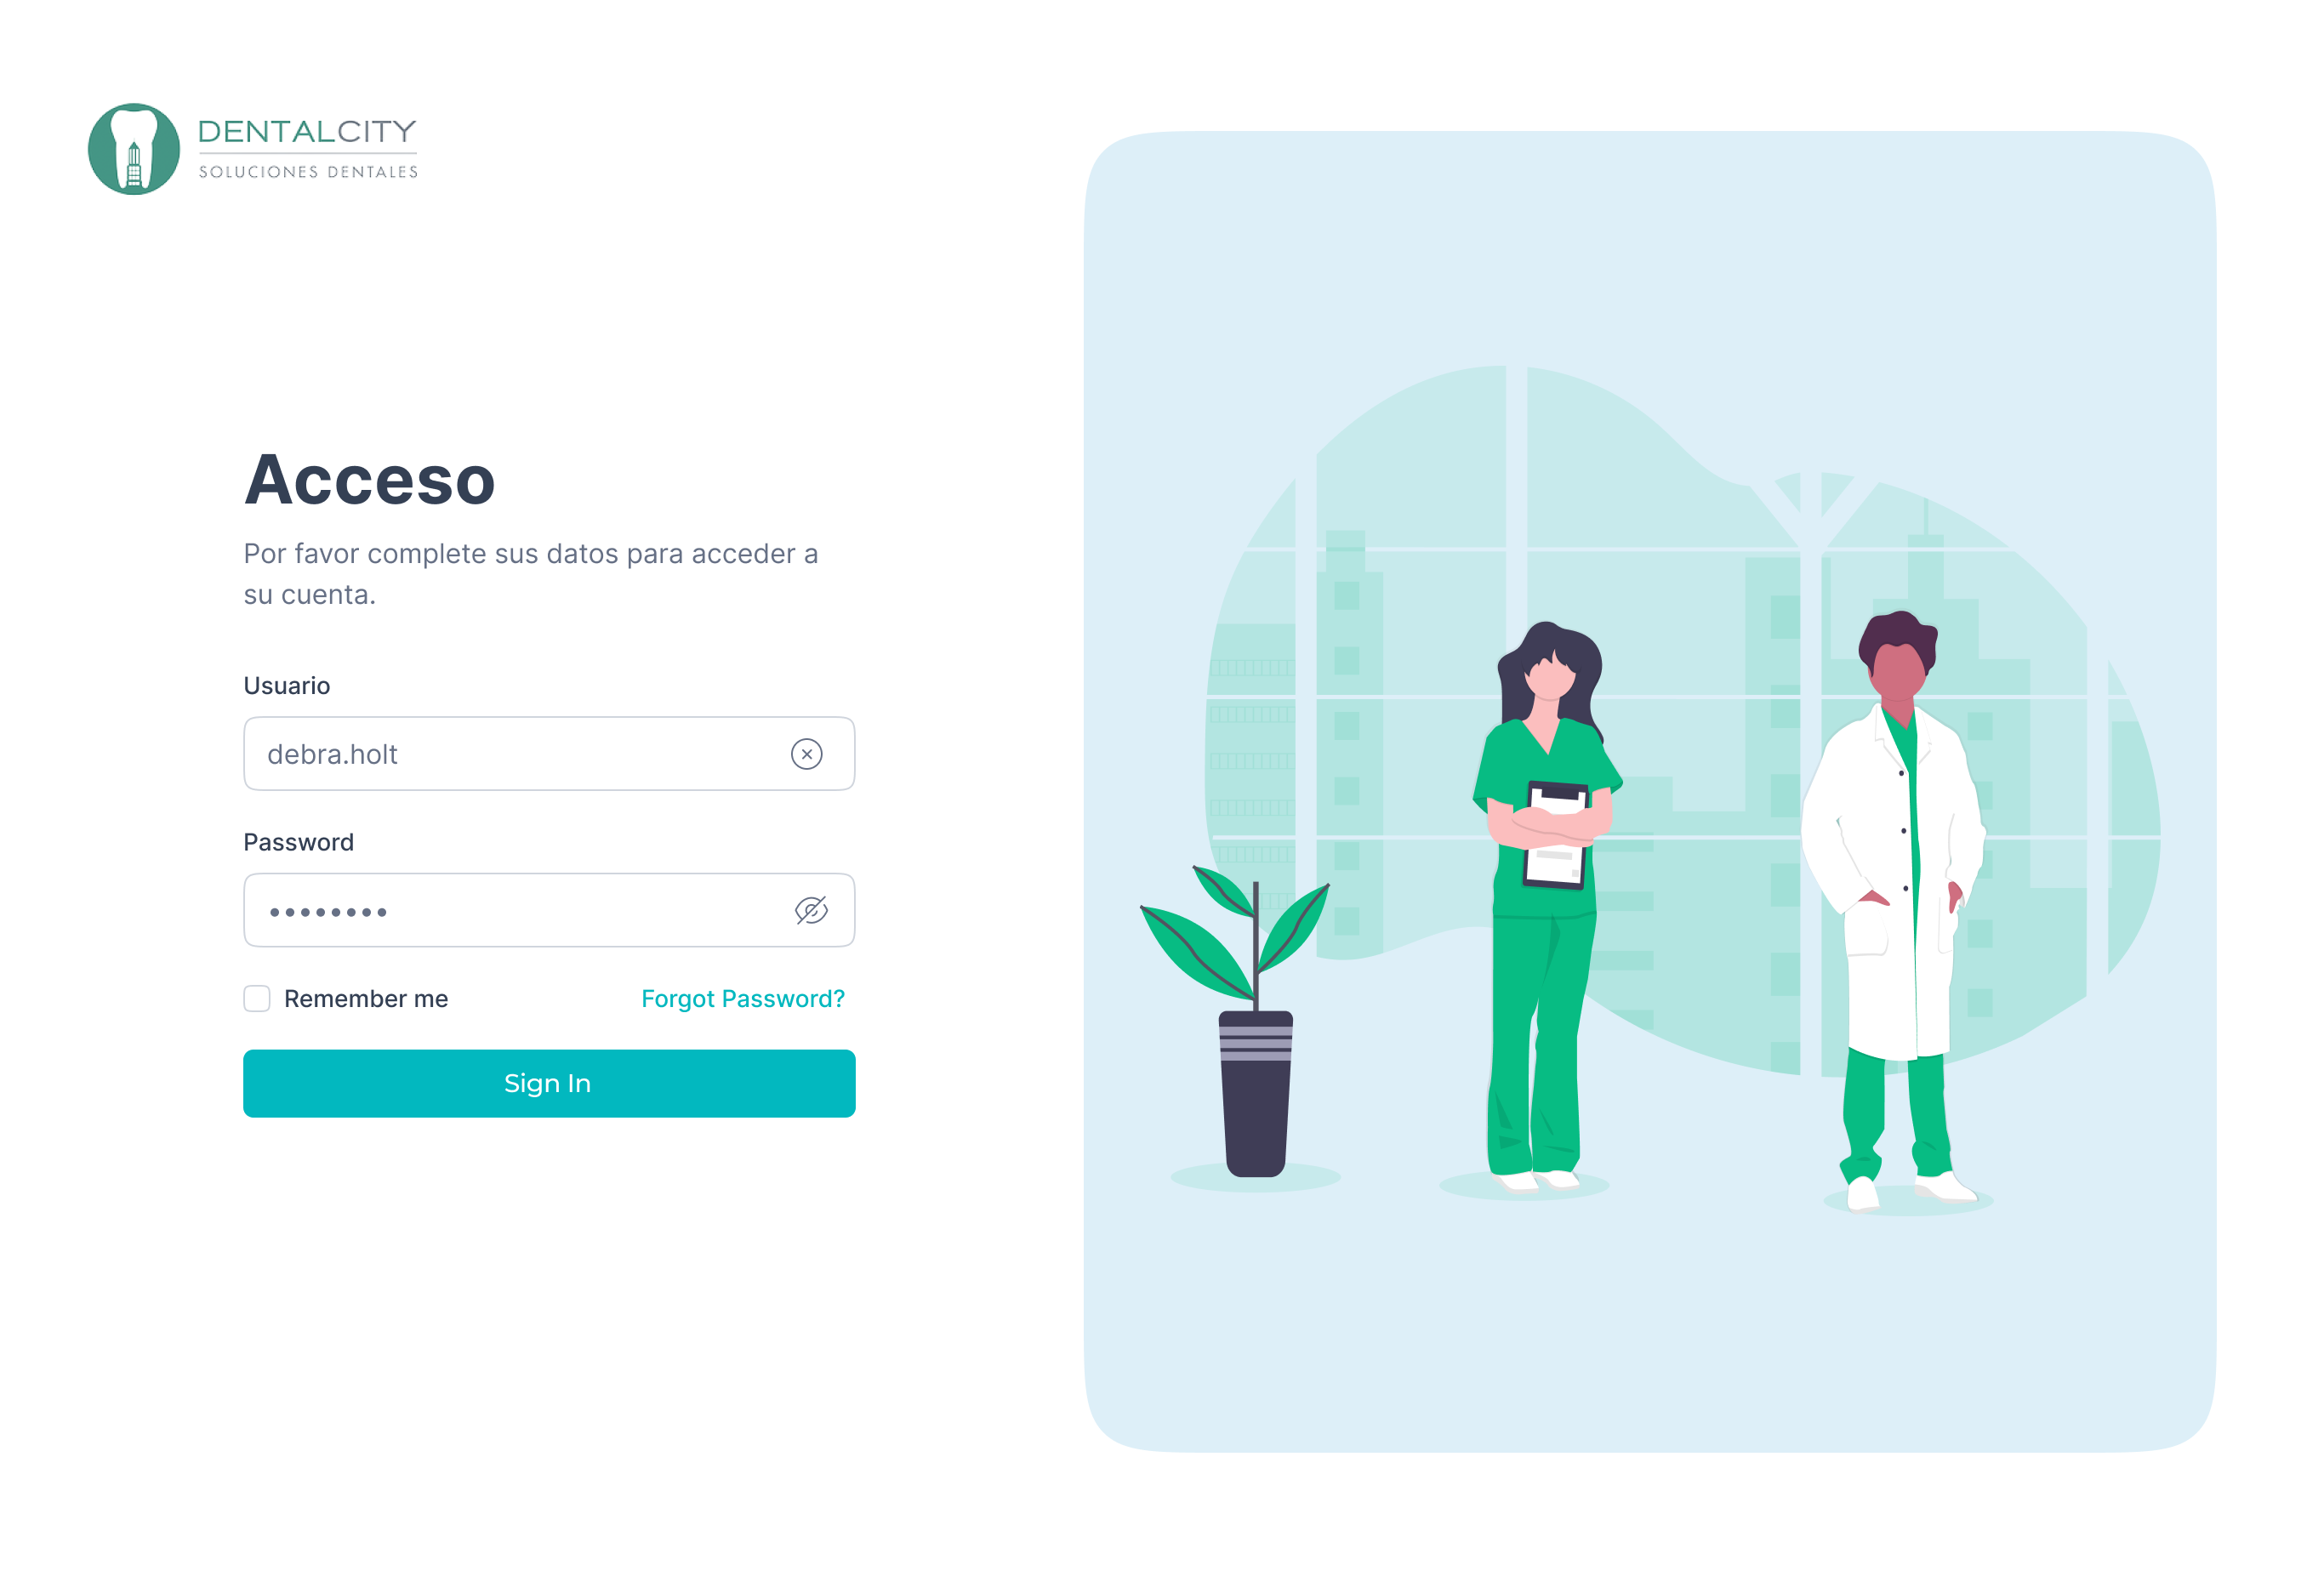 DENTALCITY
SOLUCIONES DENTALES
Acceso
Por favor complete sus datos para acceder a
su cuenta.
Usuario
debra.holt
Password
••••••••
Remember me
Forgot Password?
Sign In